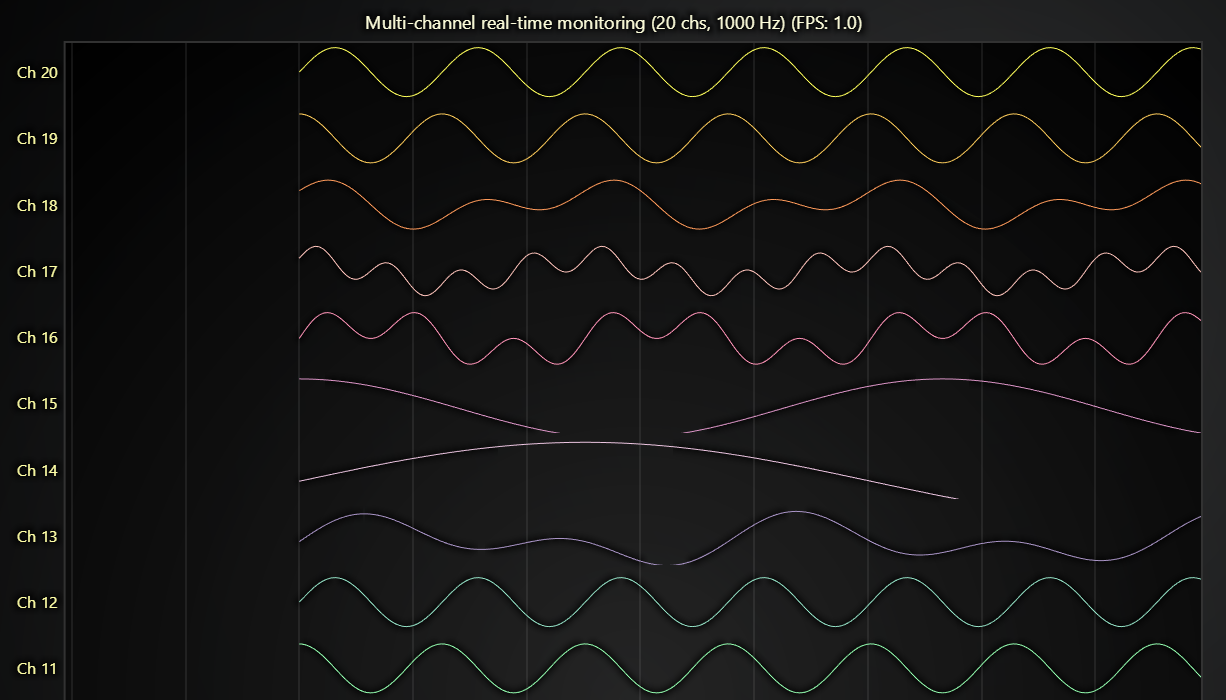 Multi-channel real-time monitoring (20 chs, 1000 Hz) (FPS: 1.0)
Ch 20
Ch 19
Ch 18
Ch 17
Ch 16
Ch 15
Ch 14
Ch 13
Ch 12
Ch 11